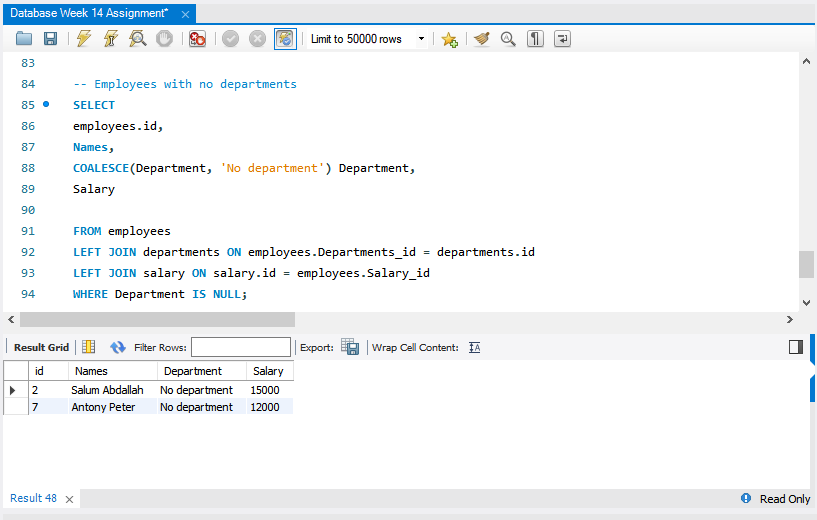 Database Week 14 Assignment*
Limit to 50000 rows
83
84 -- Employees with no departments
85 SELECT
86 employees.id,
87 Names,
88 COALESCE(Department, 'No department') Department,
89 Salary
90
91 FROM employees
92 LEFT JOIN departments ON employees.Departments_id = departments.id
93 LEFT JOIN salary ON salary.id = employees.Salary_id
94 WHERE Department IS NULL;
Result Grid Filter Rows: Export: Wrap Cell Content:
id Names Department Salary
2 Salum Abdallah No department 15000
7 Antony Peter No department 12000
Result 48 Read Only